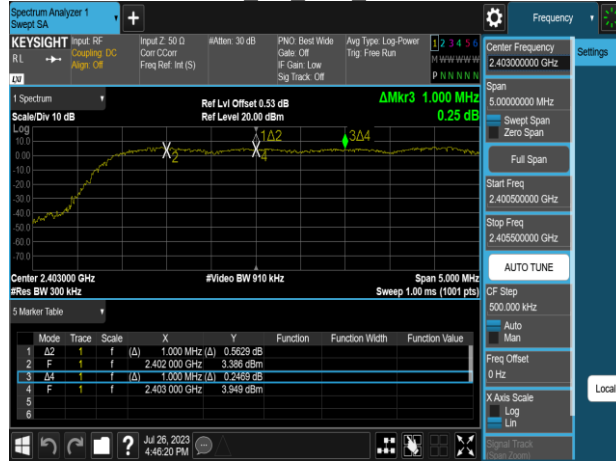 Spectrum Analyzer 1
Swept SA
+
Frequency
KEYSIGHT
Input: RF
Input Z: 50 Ω
#Atten: 30 dB
PNO: Best Wide
Avg Type: Log-Power
1 2 3 4 5 6
RL
Coupling: DC
Corr CCorr
Gate: Off
Trig: Free Run
M W W W W W
Align: Off
Freq Ref: Int (S)
IF Gain: Low
Sig Track: Off
P N N N N N
LXI
1 Spectrum
Ref Lvl Offset 0.53 dB
ΔMkr3 1.000 MHz
Scale/Div 10 dB
Ref Level 20.00 dBm
0.25 dB
Log
10.0
0.00
-10.0
-20.0
-30.0
-40.0
-50.0
-60.0
-70.0
2
1Δ2
4
3Δ4
Center 2.403000 GHz
#Video BW 910 kHz
Span 5.000 MHz
#Res BW 300 kHz
Sweep 1.00 ms (1001 pts)
5 Marker Table
Mode Trace Scale X Y Function Function Width Function Value
1 Δ2 1 f (Δ) 1.000 MHz (Δ) 0.5629 dB
2 F 1 f 2.402 000 GHz 3.386 dBm
3 Δ4 1 f (Δ) 1.000 MHz (Δ) 0.2469 dB
4 F 1 f 2.403 000 GHz 3.949 dBm
5
6
Jul 26, 2023
4:46:20 PM
?
Center Frequency
2.403000000 GHz
Settings
Span
5.00000000 MHz
Swept Span
Zero Span
Full Span
Start Freq
2.400500000 GHz
Stop Freq
2.405500000 GHz
AUTO TUNE
CF Step
500.000 kHz
Auto
Man
Freq Offset
0 Hz
X Axis Scale
Log
Lin
Signal Track
(Span Zoom)
Local